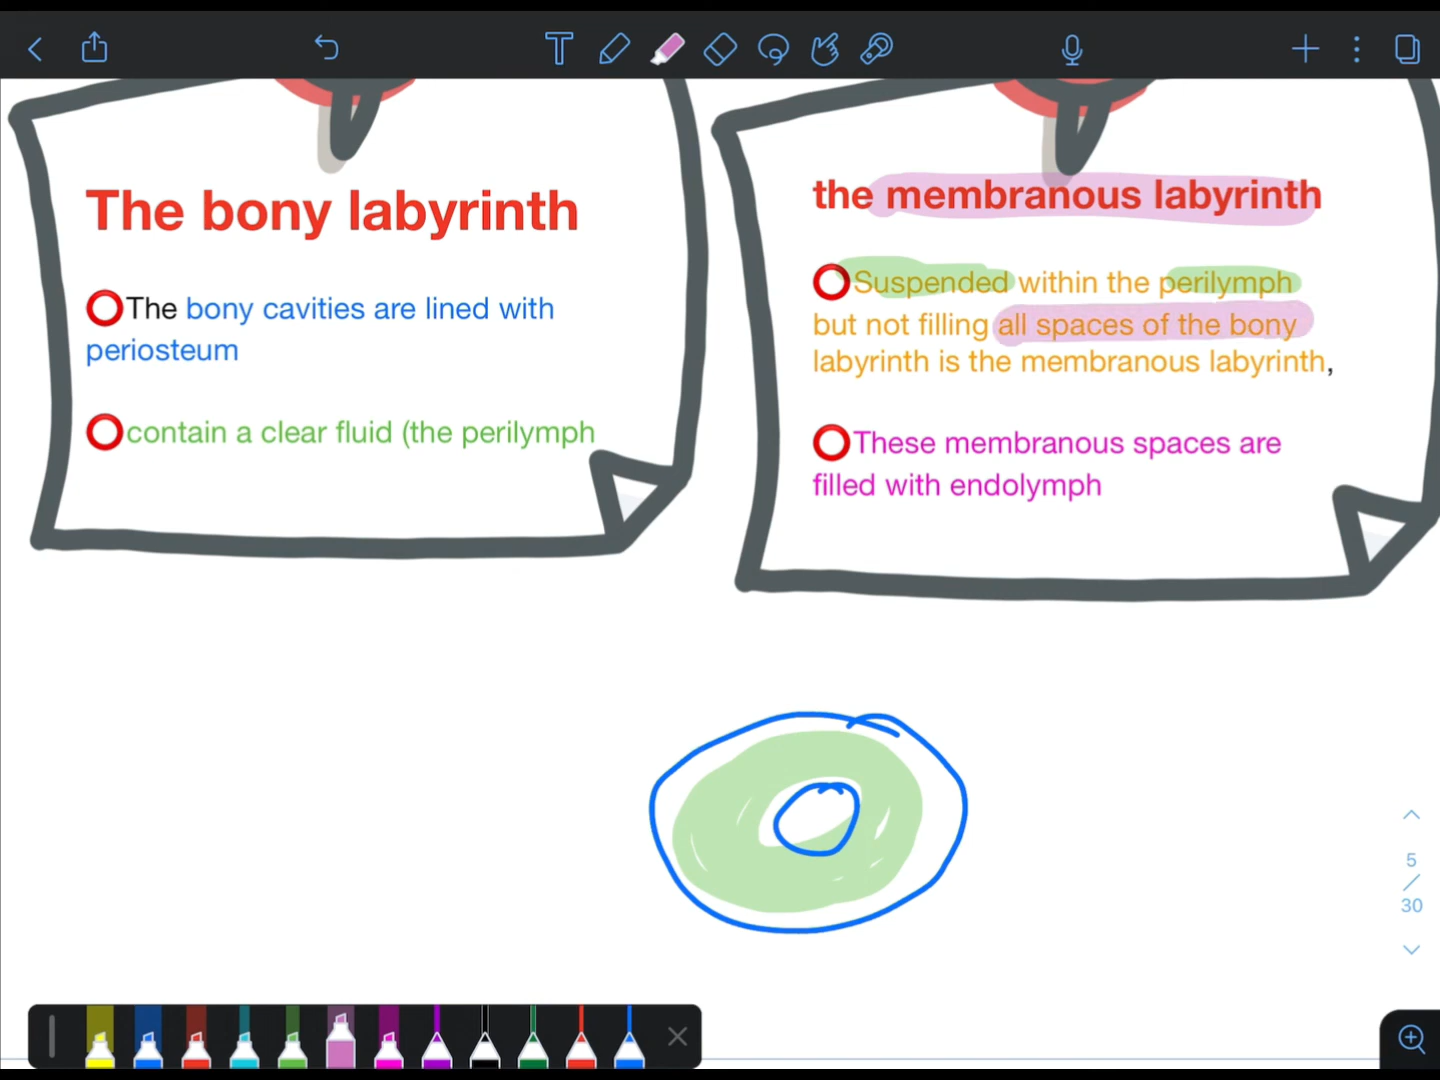 The bony labyrinth
The bony cavities are lined with
periosteum
contain a clear fluid (the perilymph
the membranous labyrinth
Suspended within the perilymph
but not filling all spaces of the bony
labyrinth is the membranous labyrinth,
These membranous spaces are
filled with endolymph
5
/
30